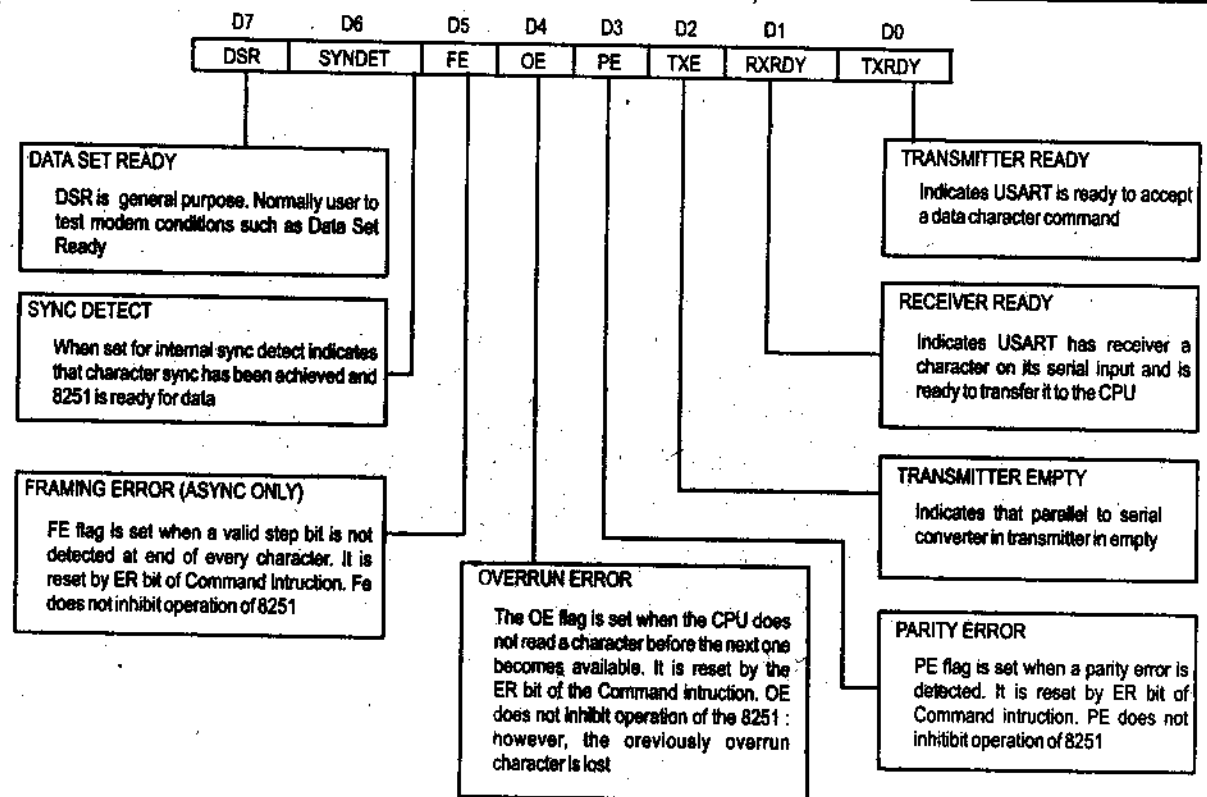 D7 D6 D5 D4 D3 D2 D1 D0
DSR SYNDET FE OE PE TXE RXRDY TXRDY
DATA SET READY
DSR is general purpose. Normally user to
test modem conditions such as Data Set
Ready
SYNC DETECT
When set for internal sync detect indicates
that character sync has been achieved and
8251 is ready for data
FRAMING ERROR (ASYNC ONLY)
FE flag is set when a valid step bit is not
detected at end of every character. It is
reset by ER bit of Command Intruction. Fe
does not inhibit operation of 8251
OVERRUN ERROR
The OE flag is set when the CPU does
not read a character before the next one
becomes available. It is reset by the
ER bit of the Command intruction. OE
does not inhibit operation of the 8251 :
however, the oreviously overrun
character is lost
TRANSMITTER READY
Indicates USART is ready to accept
a data character command
RECEIVER READY
Indicates USART has receiver a
character on its serial input and is
ready to transfer it to the CPU
TRANSMITTER EMPTY
Indicates that parallel to serial
converter in transmitter in empty
PARITY ERROR
PE flag is set when a parity error is
detected. It is reset by ER bit of
Command intruction. PE does not
inhitibit operation of 8251